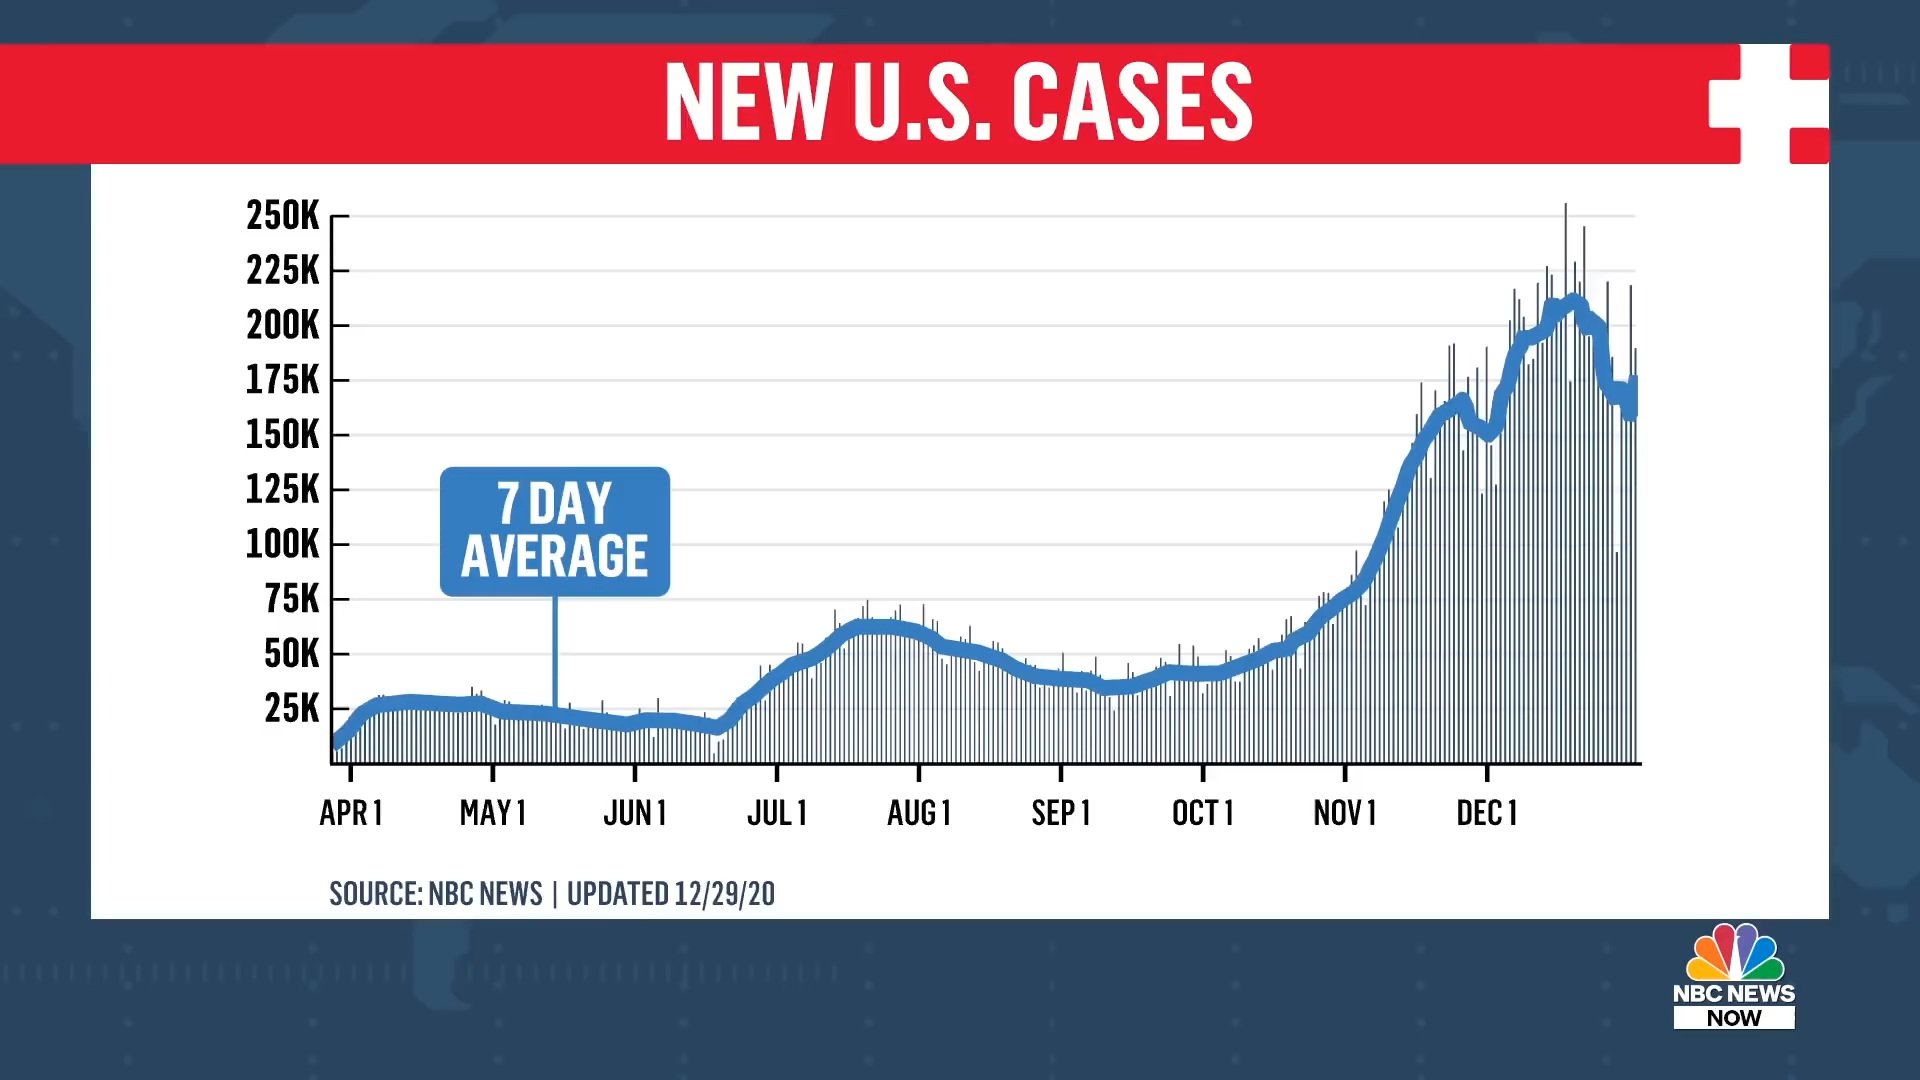 NEW U.S. CASES
250K
225K
200K
175K
150K
125K
100K
75K
50K
25K
7 DAY
AVERAGE
APR 1 MAY 1 JUN 1 JUL 1 AUG 1 SEP 1 OCT 1 NOV 1 DEC 1
SOURCE: NBC NEWS | UPDATED 12/29/20
NBC NEWS
NOW